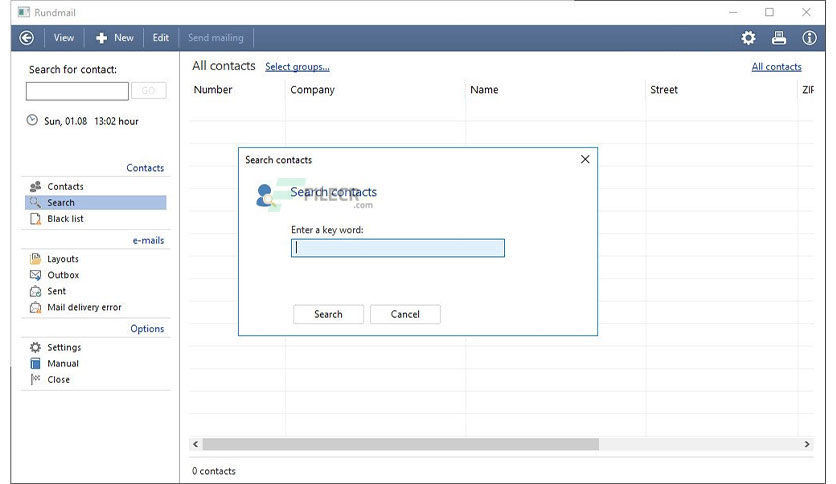 Rundmail
View New Edit Send mailing
Search for contact:
GO
Sun, 01.08 13:02 hour
Contacts
Contacts
Search
Black list
e-mails
Layouts
Outbox
Sent
Mail delivery error
Options
Settings
Manual
Close
All contacts Select groups... All contacts
Number Company Name Street ZIP
Search contacts
Search contacts
FILECR
.com
Enter a key word:
Search Cancel
0 contacts